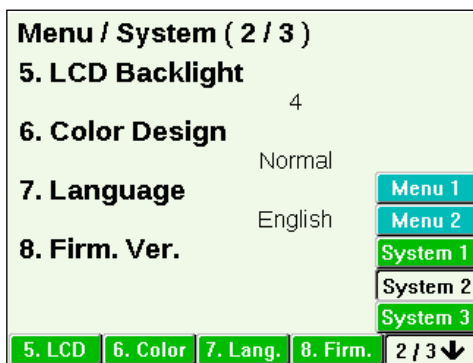 Menu / System ( 2 / 3 )
5. LCD Backlight
4
6. Color Design
Normal
7. Language
English
8. Firm. Ver.
Menu 1
Menu 2
System 1
System 2
System 3
5. LCD 6. Color 7. Lang. 8. Firm. 2 / 3 ↓